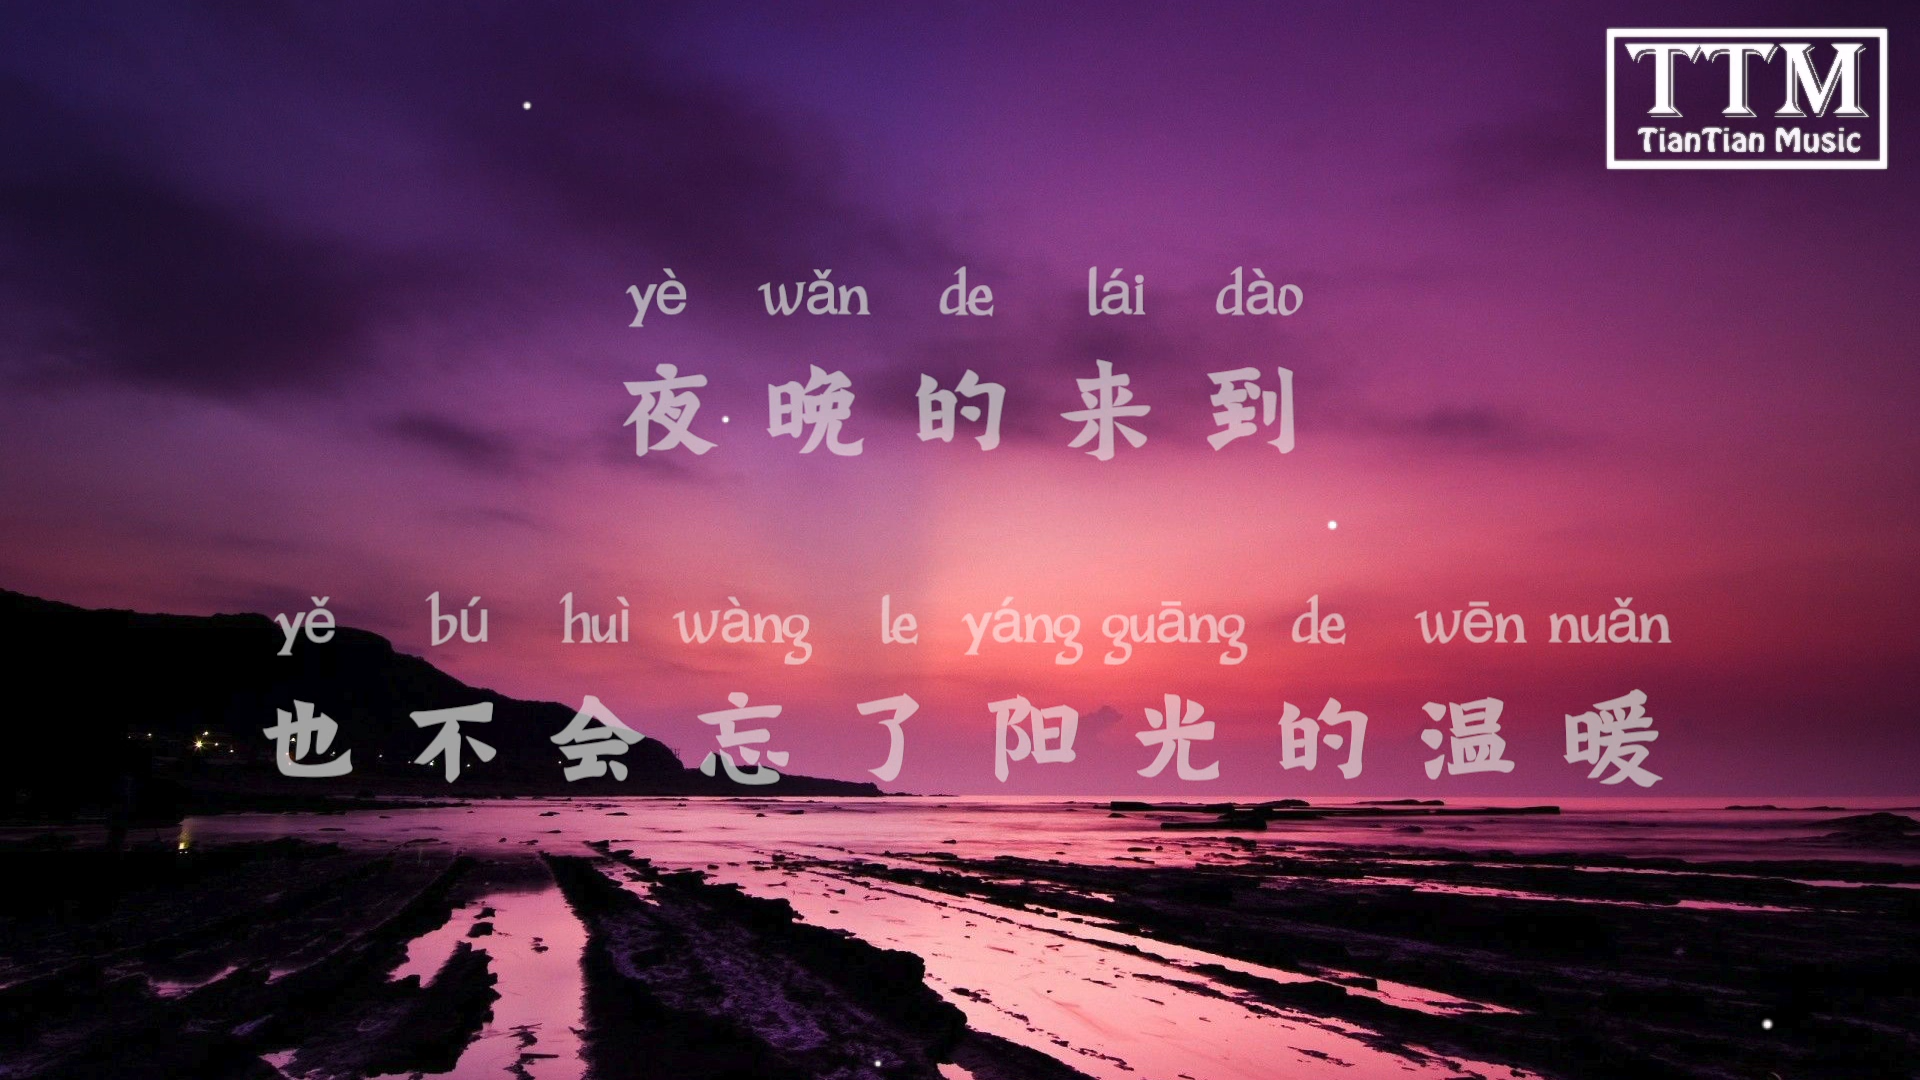 TTM
TianTian Music
yè wǎn de lái dào
夜晚的来到
yě bú huì wàng le yáng guāng de wēn nuǎn
也不会忘了阳光的温暖